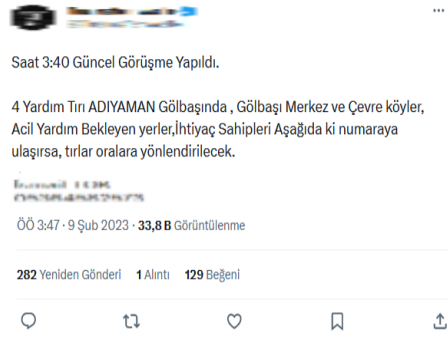 Saat 3:40 Güncel Görüşme Yapıldı.
4 Yardım Tırı ADIYAMAN Gölbaşında , Gölbaşı Merkez ve Çevre köyler,
Acil Yardım Bekleyen yerler,İhtiyaç Sahipleri Aşağıda ki numaraya
ulaşırsa, tırlar oralara yönlendirilecek.
ÖÖ 3:47 · 9 Şub 2023 · 33,8 B Görüntülenme
282 Yeniden Gönderi 1 Alıntı 129 Beğeni